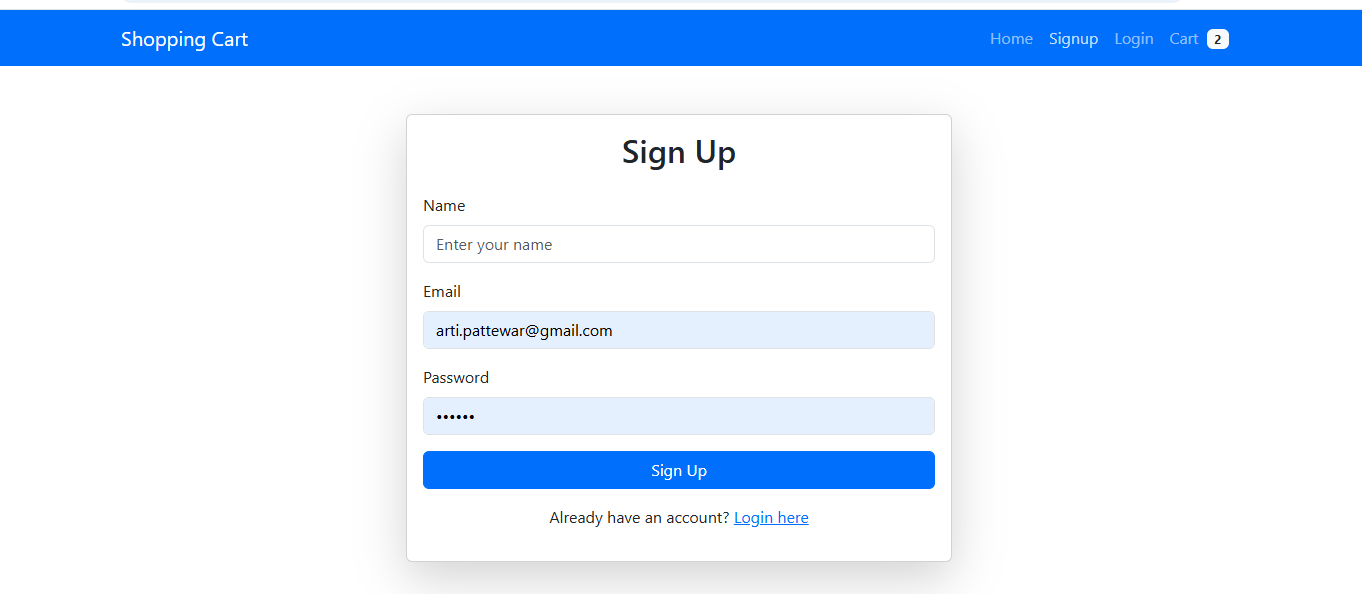 Shopping Cart Home Signup Login Cart 2
Sign Up
Name
Enter your name
Email
arti.pattewar@gmail.com
Password
••••••
Sign Up
Already have an account? Login here